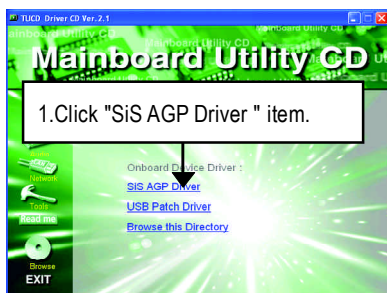 TUCD Driver CD Ver.2.1
Mainboard Utility CD
1.Click "SiS AGP Driver " item.
Onboard Device Driver :
SiS AGP Driver
USB Patch Driver
Browse this Directory
Network
Tools
Read me
Browse
EXIT